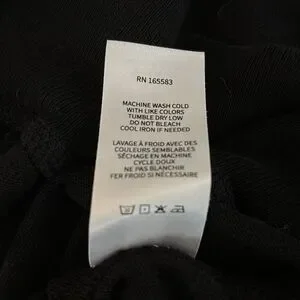 RN 165583
MACHINE WASH COLD
WITH LIKE COLORS
TUMBLE DRY LOW
DO NOT BLEACH
COOL IRON IF NEEDED
LAVAGE À FROID AVEC DES
COULEURS SEMBLABLES
SÉCHAGE EN MACHINE
CYCLE DOUX
NE PAS BLANCHIR
FER FROID SI NÉCESSAIRE